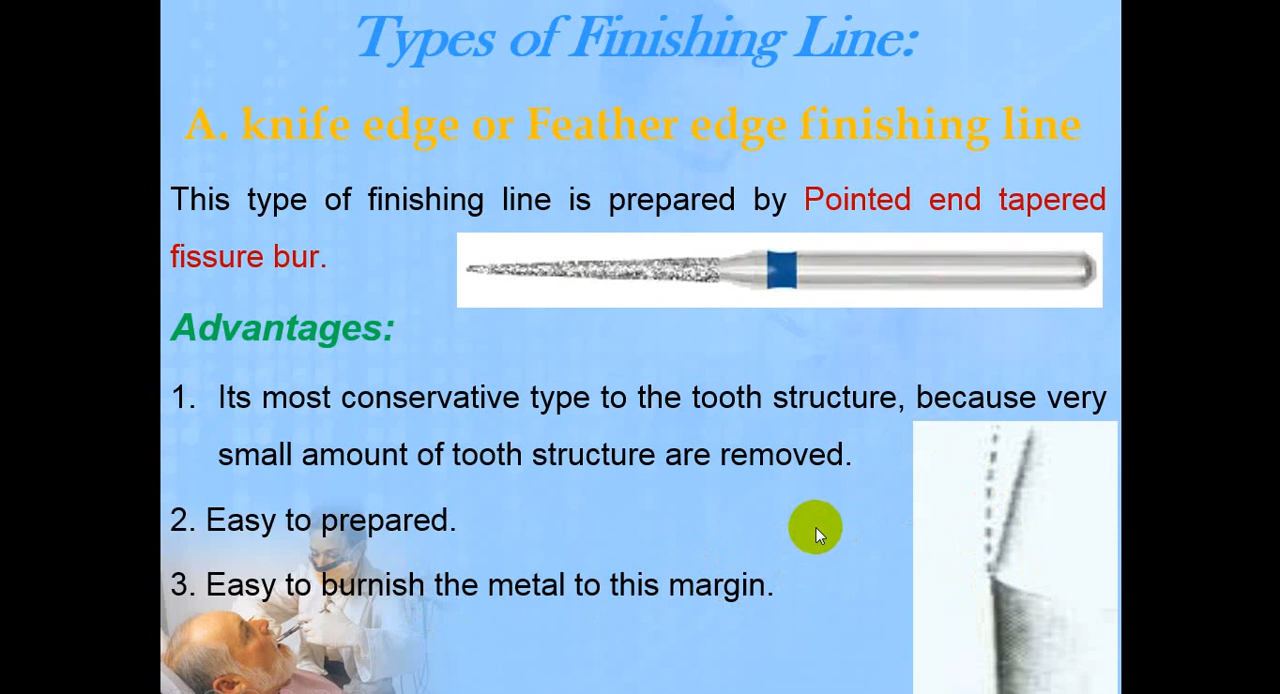 Types of Finishing Line:
A. knife edge or Feather edge finishing line
This type of finishing line is prepared by Pointed end tapered
fissure bur.
Advantages:
1. Its most conservative type to the tooth structure, because very
small amount of tooth structure are removed.
2. Easy to prepared.
3. Easy to burnish the metal to this margin.